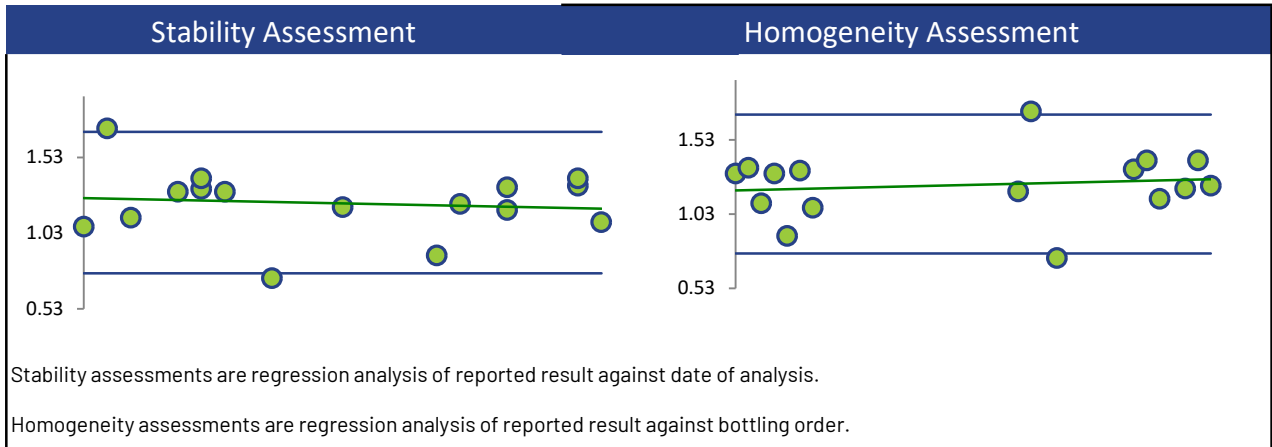 Stability Assessment
Homogeneity Assessment
1.53
1.03
0.53
1.53
1.03
0.53
Stability assessments are regression analysis of reported result against date of analysis.
Homogeneity assessments are regression analysis of reported result against bottling order.